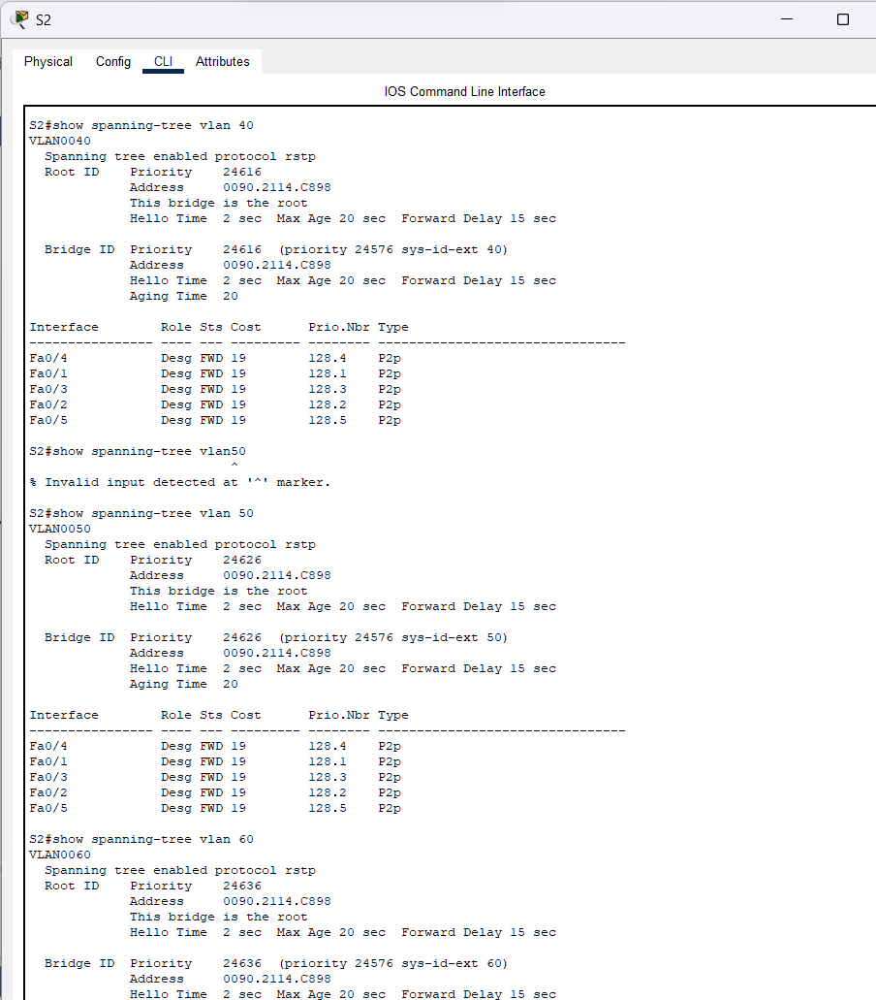 S2
Physical Config CLI Attributes
IOS Command Line Interface
S2#show spanning-tree vlan 40
VLAN0040
  Spanning tree enabled protocol rstp
  Root ID    Priority    24616
             Address     0090.2114.C898
             This bridge is the root
             Hello Time  2 sec  Max Age 20 sec  Forward Delay 15 sec

  Bridge ID  Priority    24616  (priority 24576 sys-id-ext 40)
             Address     0090.2114.C898
             Hello Time  2 sec  Max Age 20 sec  Forward Delay 15 sec
             Aging Time  20

Interface        Role Sts Cost      Prio.Nbr Type
---------------- ---- --- --------- -------- --------------------------------
Fa0/4            Desg FWD 19        128.4    P2p
Fa0/1            Desg FWD 19        128.1    P2p
Fa0/3            Desg FWD 19        128.3    P2p
Fa0/2            Desg FWD 19        128.2    P2p
Fa0/5            Desg FWD 19        128.5    P2p

S2#show spanning-tree vlan50
                          ^
% Invalid input detected at '^' marker.

S2#show spanning-tree vlan 50
VLAN0050
  Spanning tree enabled protocol rstp
  Root ID    Priority    24626
             Address     0090.2114.C898
             This bridge is the root
             Hello Time  2 sec  Max Age 20 sec  Forward Delay 15 sec

  Bridge ID  Priority    24626  (priority 24576 sys-id-ext 50)
             Address     0090.2114.C898
             Hello Time  2 sec  Max Age 20 sec  Forward Delay 15 sec
             Aging Time  20

Interface        Role Sts Cost      Prio.Nbr Type
---------------- ---- --- --------- -------- --------------------------------
Fa0/4            Desg FWD 19        128.4    P2p
Fa0/1            Desg FWD 19        128.1    P2p
Fa0/3            Desg FWD 19        128.3    P2p
Fa0/2            Desg FWD 19        128.2    P2p
Fa0/5            Desg FWD 19        128.5    P2p

S2#show spanning-tree vlan 60
VLAN0060
  Spanning tree enabled protocol rstp
  Root ID    Priority    24636
             Address     0090.2114.C898
             This bridge is the root
             Hello Time  2 sec  Max Age 20 sec  Forward Delay 15 sec

  Bridge ID  Priority    24636  (priority 24576 sys-id-ext 60)
             Address     0090.2114.C898
             Hello Time  2 sec  Max Age 20 sec  Forward Delay 15 sec